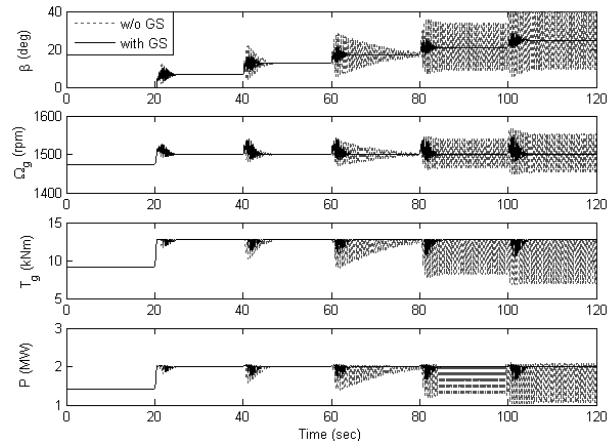 w/o GS
with GS
β (deg)
40
20
0
0 20 40 60 80 100 120
Ω_g (rpm)
1600
1500
1400
0 20 40 60 80 100 120
T_g (kNm)
15
10
5
0 20 40 60 80 100 120
P (MW)
3
2
1
0 20 40 60 80 100 120
Time (sec)